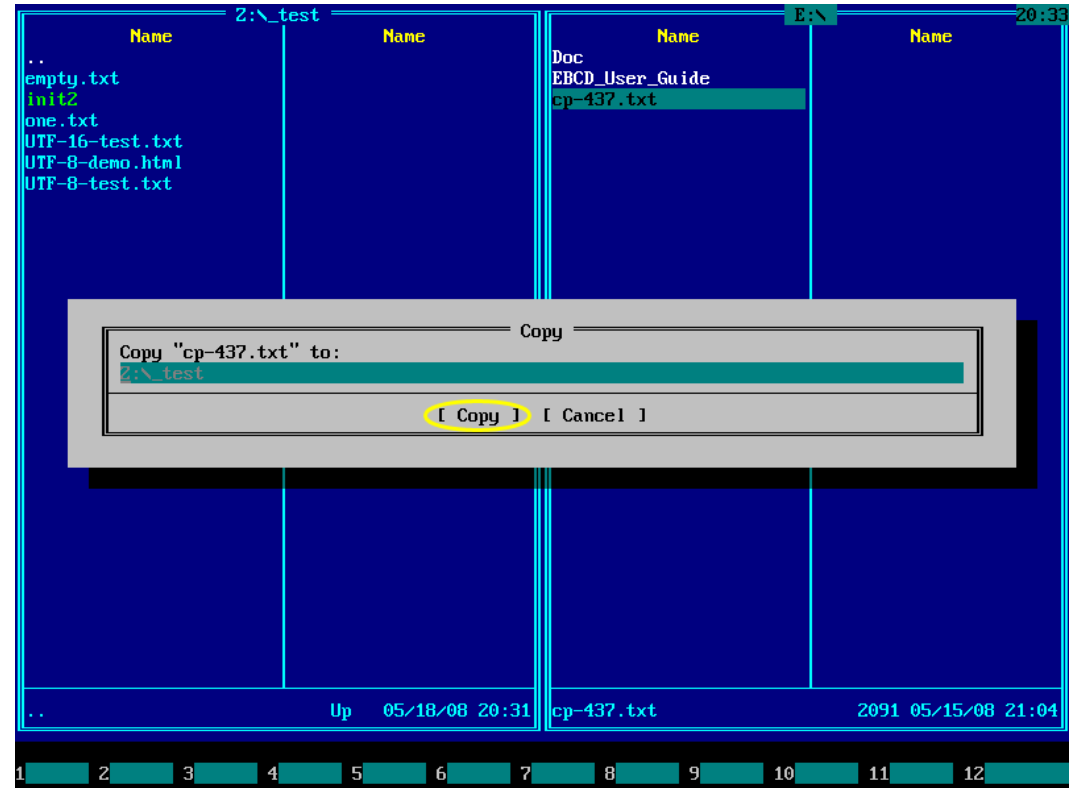 Z:\_test E:\ 20:33
Name Name Name Name
..
empty.txt
init2
one.txt
UTF-16-test.txt
UTF-8-demo.html
UTF-8-test.txt
Doc
EBCD_User_Guide
cp-437.txt
Copy
Copy "cp-437.txt" to:
Z:\_test
[ Copy ] [ Cancel ]
.. Up 05/18/08 20:31
cp-437.txt 2091 05/15/08 21:04
1 2 3 4 5 6 7 8 9 10 11 12